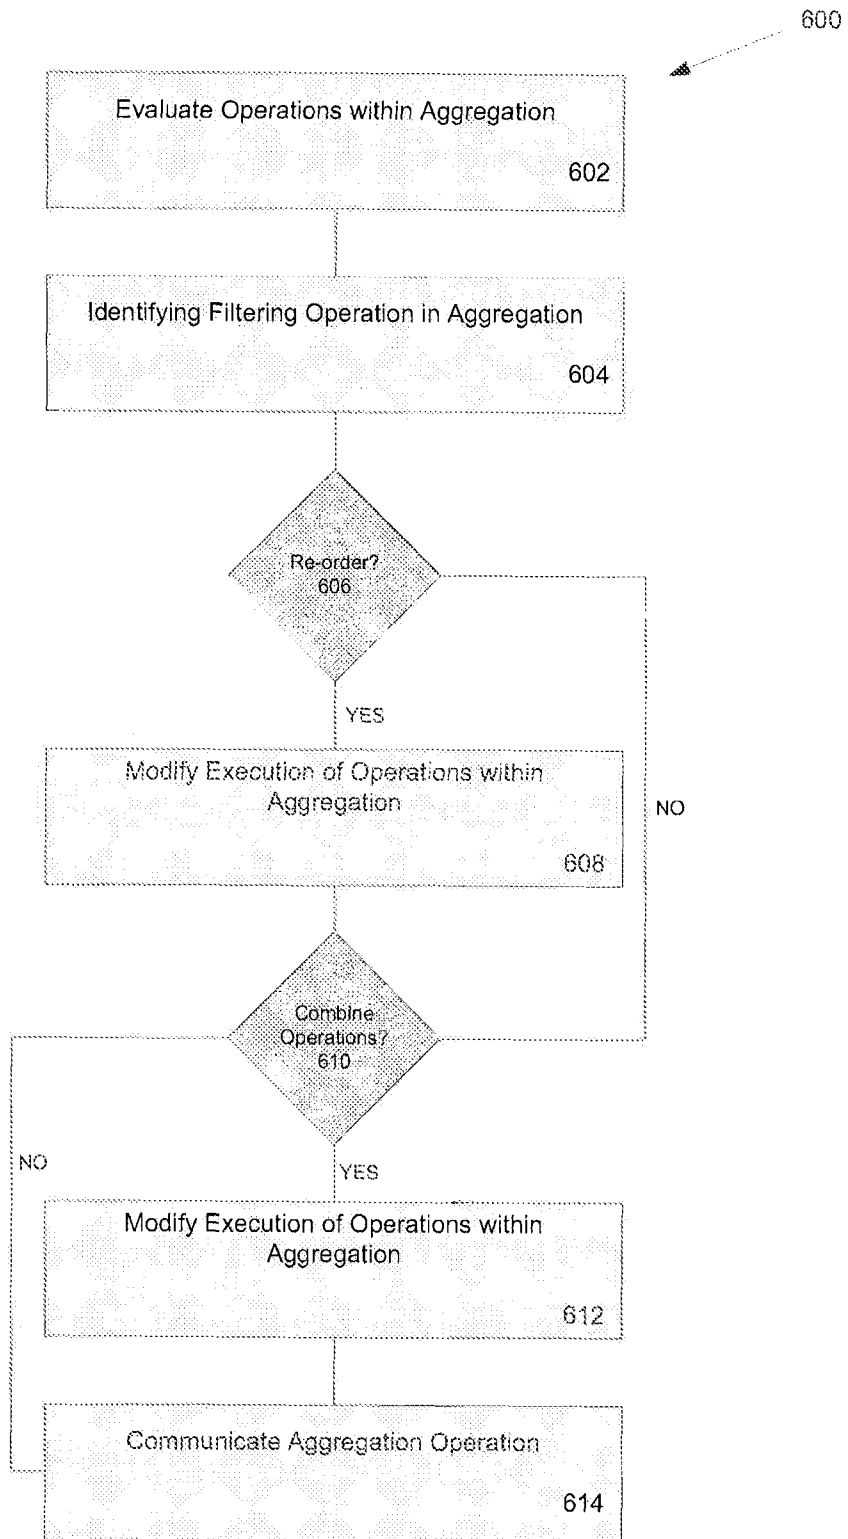 600
Evaluate Operations within Aggregation
602
Identifying Filtering Operation in Aggregation
604
Re-order?
606
YES
Modify Execution of Operations within
Aggregation
608
NO
Combine
Operations?
610
NO
YES
Modify Execution of Operations within
Aggregation
612
Communicate Aggregation Operation
614